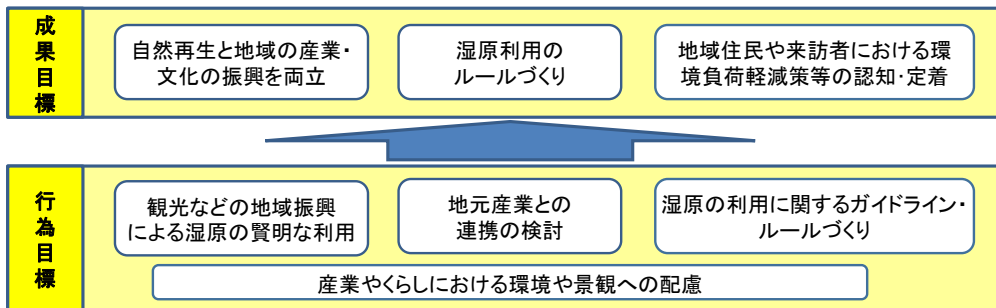 成果目標
自然再生と地域の産業・
文化の振興を両立
湿原利用の
ルールづくり
地域住民や来訪者における環
境負荷軽減策等の認知・定着
行為目標
観光などの地域振興
による湿原の賢明な利用
地元産業との
連携の検討
湿原の利用に関するガイドライン・
ルールづくり
産業やくらしにおける環境や景観への配慮